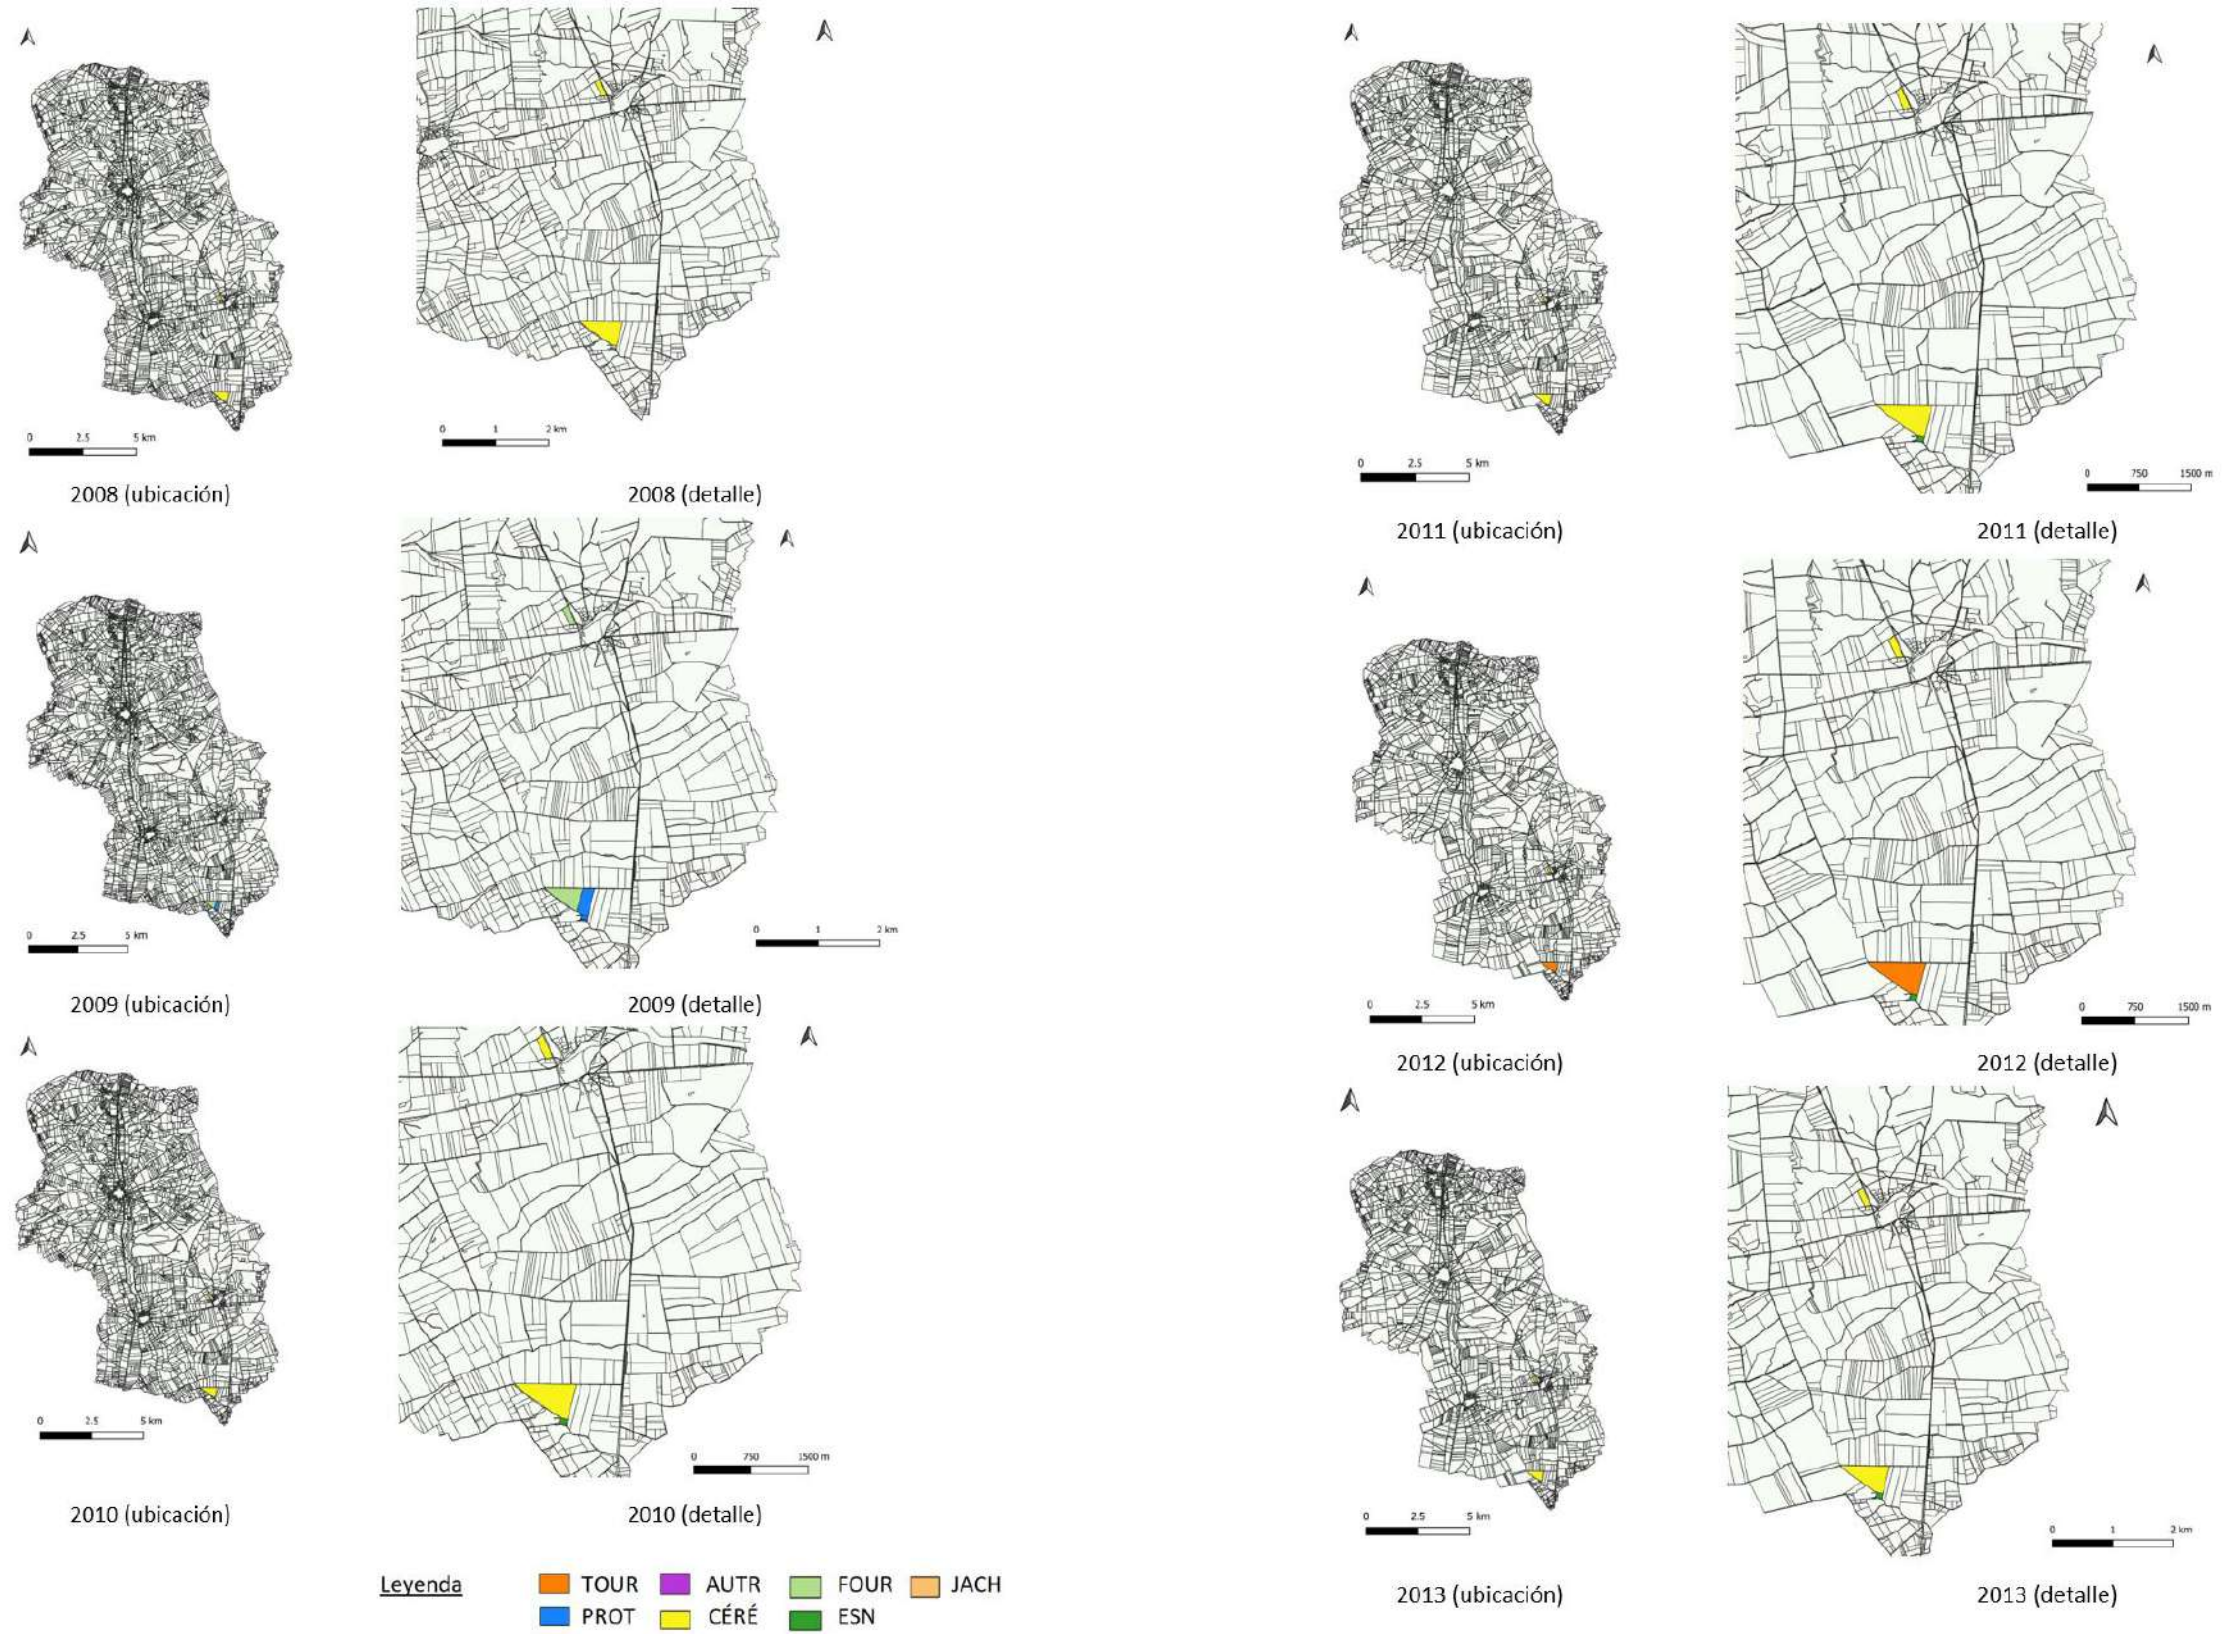 0 2.5 5 km
0 1 2 km
2008 (ubicación)
2008 (detalle)
0 2.5 5 km
0 1 2 km
2009 (ubicación)
2009 (detalle)
0 2.5 5 km
0 750 1500 m
2010 (ubicación)
2010 (detalle)
0 2.5 5 km
0 750 1500 m
2011 (ubicación)
2011 (detalle)
0 2.5 5 km
0 750 1500 m
2012 (ubicación)
2012 (detalle)
0 2.5 5 km
0 1 2 km
2013 (ubicación)
2013 (detalle)
Leyenda
TOUR AUTR FOUR JACH
PROT CÉRÉ ESN